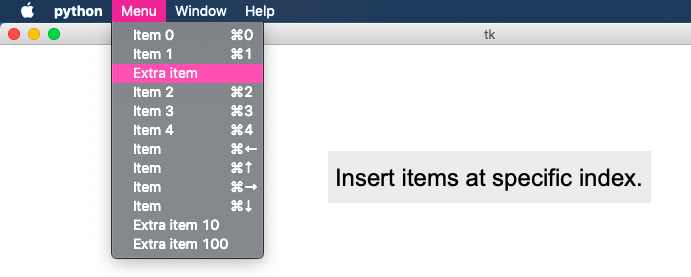 python Menu Window Help
tk
Item 0 ⌘0
Item 1 ⌘1
Extra item
Item 2 ⌘2
Item 3 ⌘3
Item 4 ⌘4
Item ⌘←
Item ⌘↑
Item ⌘→
Item ⌘↓
Extra item 10
Extra item 100
Insert items at specific index.